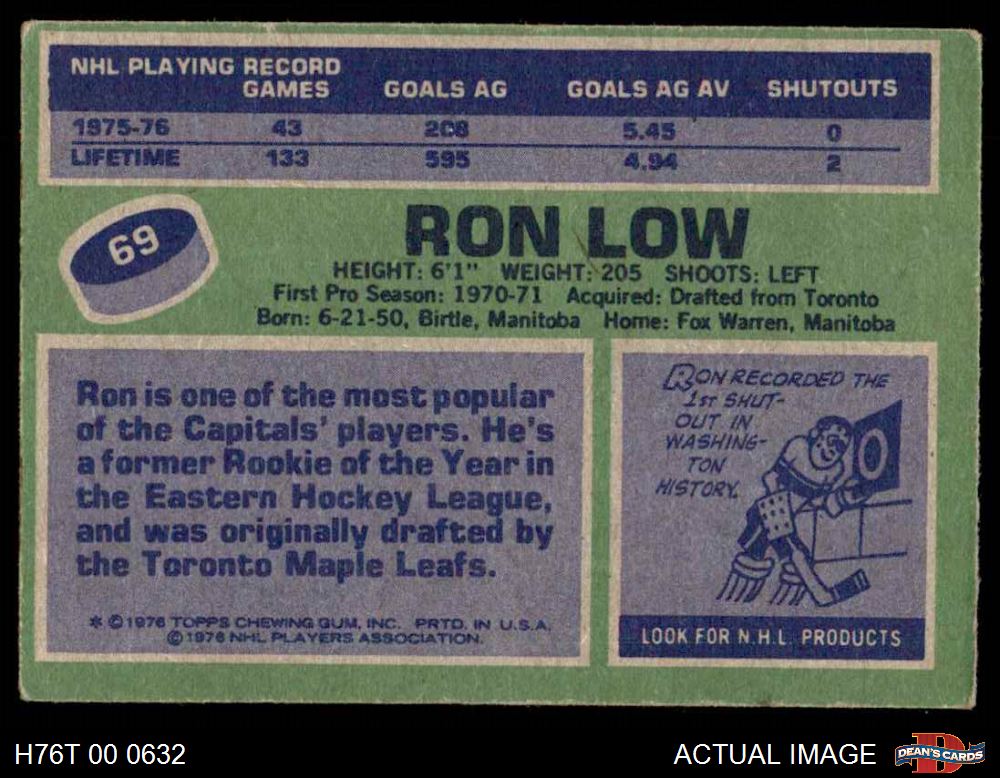 NHL PLAYING RECORD
GAMES GOALS AG GOALS AG AV SHUTOUTS
1975-76 43 208 5.45 0
LIFETIME 133 595 4.94 2
69
RON LOW
HEIGHT: 6'1" WEIGHT: 205 SHOOTS: LEFT
First Pro Season: 1970-71 Acquired: Drafted from Toronto
Born: 6-21-50, Birtle, Manitoba Home: Fox Warren, Manitoba
Ron is one of the most popular
of the Capitals' players. He's
a former Rookie of the Year in
the Eastern Hockey League,
and was originally drafted by
the Toronto Maple Leafs.
* © 1976 TOPPS CHEWING GUM, INC. PRTD. IN U.S.A.
© 1976 NHL PLAYERS ASSOCIATION.
RON RECORDED THE
1ST SHUT-
OUT IN
WASHING-
TON
HISTORY.
0
LOOK FOR N.H.L. PRODUCTS
H76T 00 0632
ACTUAL IMAGE
D
DEAN'S CARDS